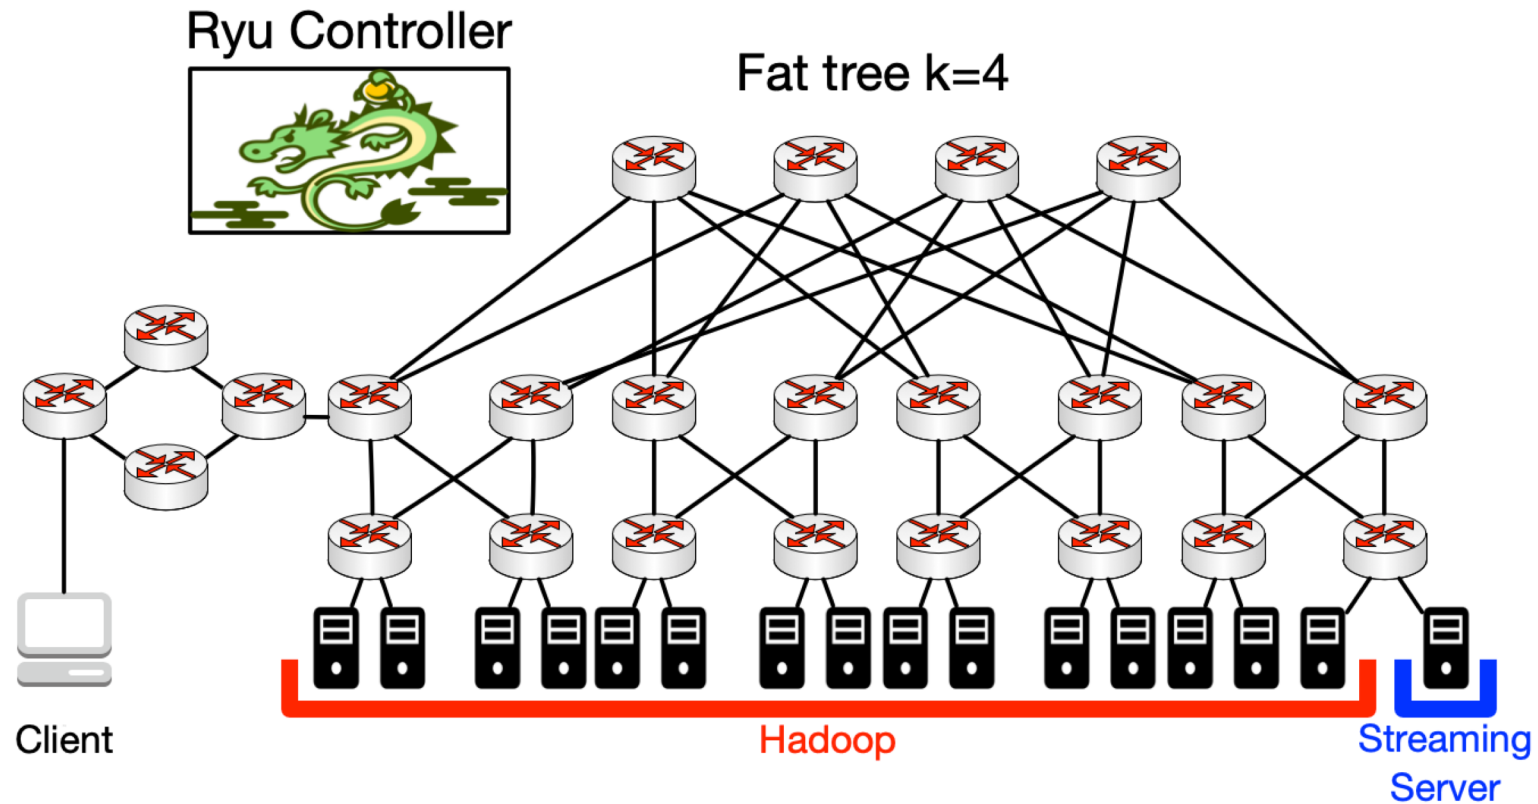 Ryu Controller
Fat tree k=4
Client
Hadoop
Streaming
Server